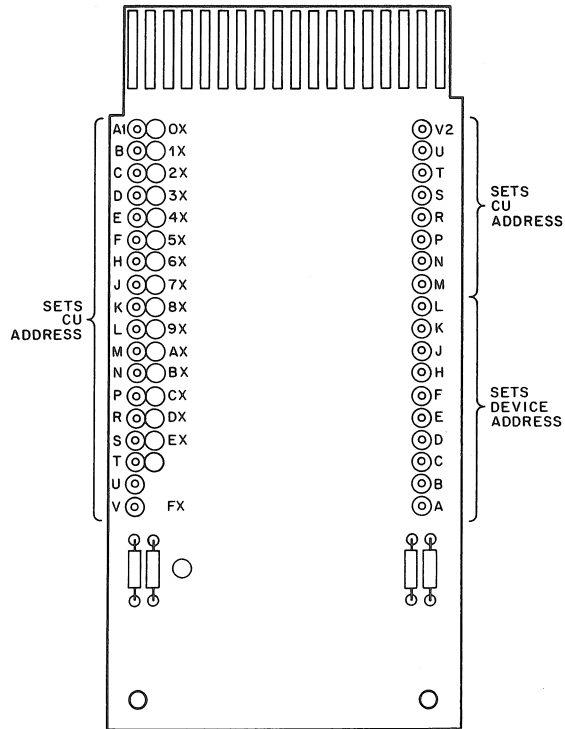 A1 0X V2
B 1X U
C 2X T
D 3X S
E 4X R
F 5X P
H 6X N
J 7X M
K 8X L
L 9X K
M AX J
N BX H
P CX F
R DX E
S EX D
T C
U B
V FX A
SETS
CU
ADDRESS
SETS
CU
ADDRESS
SETS
DEVICE
ADDRESS